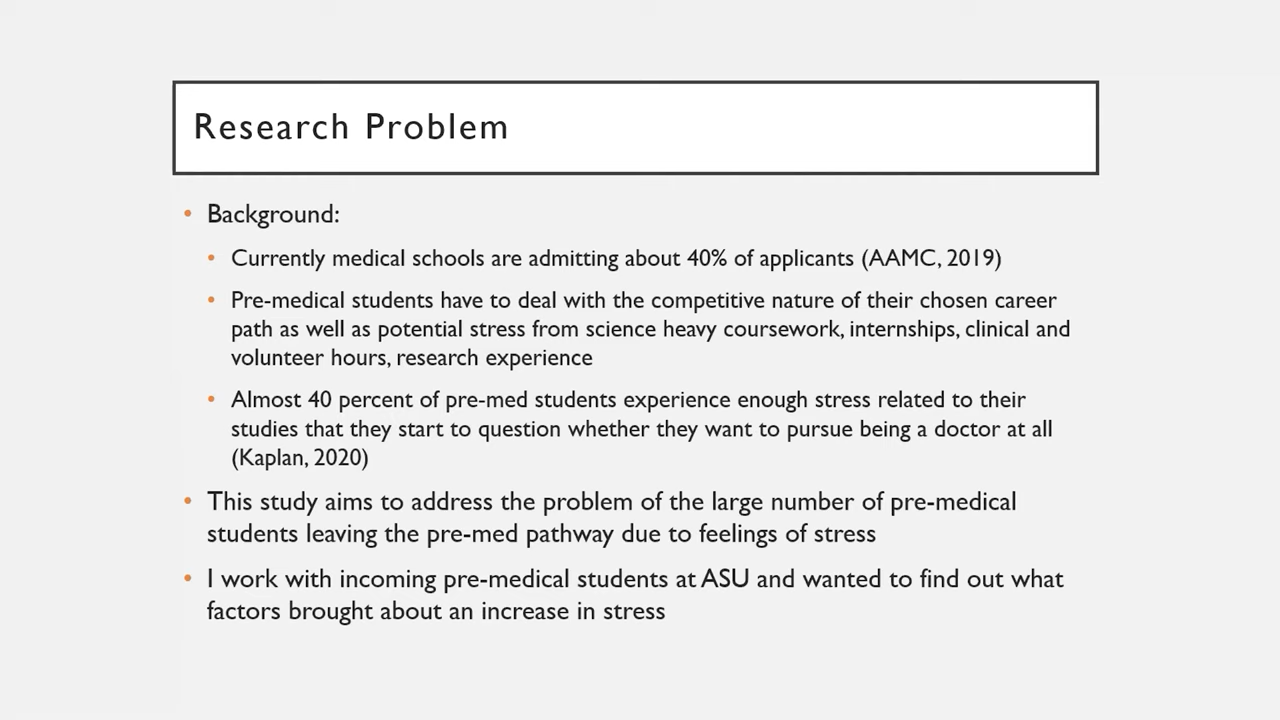 Research Problem
• Background:
• Currently medical schools are admitting about 40% of applicants (AAMC, 2019)
• Pre-medical students have to deal with the competitive nature of their chosen career
path as well as potential stress from science heavy coursework, internships, clinical and
volunteer hours, research experience
• Almost 40 percent of pre-med students experience enough stress related to their
studies that they start to question whether they want to pursue being a doctor at all
(Kaplan, 2020)
• This study aims to address the problem of the large number of pre-medical
students leaving the pre-med pathway due to feelings of stress
• I work with incoming pre-medical students at ASU and wanted to find out what
factors brought about an increase in stress